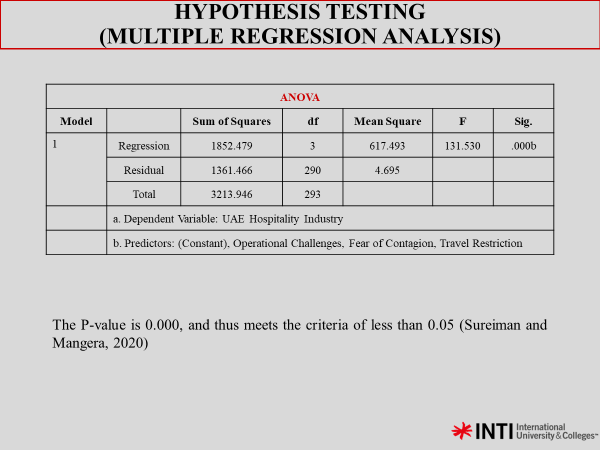 HYPOTHESIS TESTING
(MULTIPLE REGRESSION ANALYSIS)
ANOVA
Model Sum of Squares df Mean Square F Sig.
1 Regression 1852.479 3 617.493 131.530 .000b
Residual 1361.466 290 4.695
Total 3213.946 293
a. Dependent Variable: UAE Hospitality Industry
b. Predictors: (Constant), Operational Challenges, Fear of Contagion, Travel Restriction
The P-value is 0.000, and thus meets the criteria of less than 0.05 (Sureiman and
Mangera, 2020)
INTI International
University & Colleges